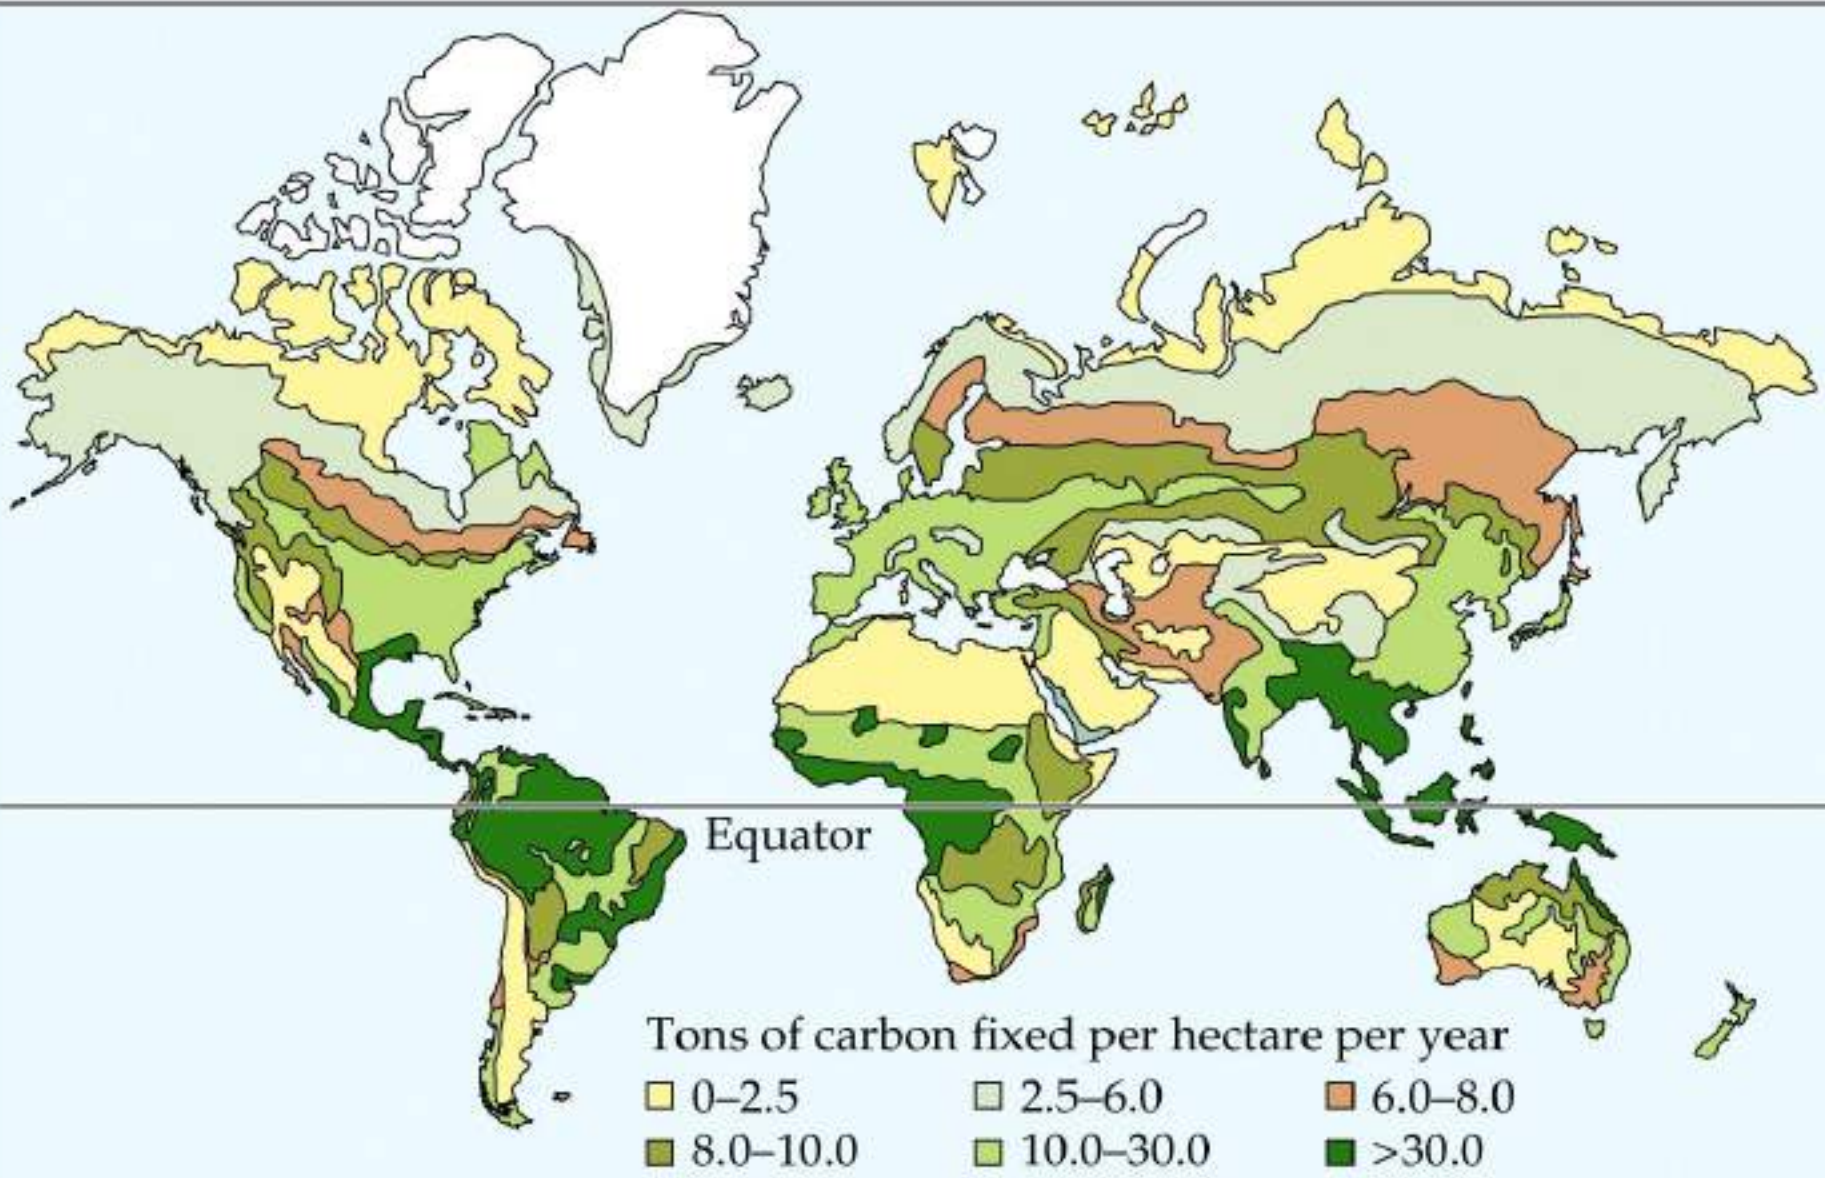 Equator
Tons of carbon fixed per hectare per year
0–2.5 2.5–6.0 6.0–8.0
8.0–10.0 10.0–30.0 >30.0